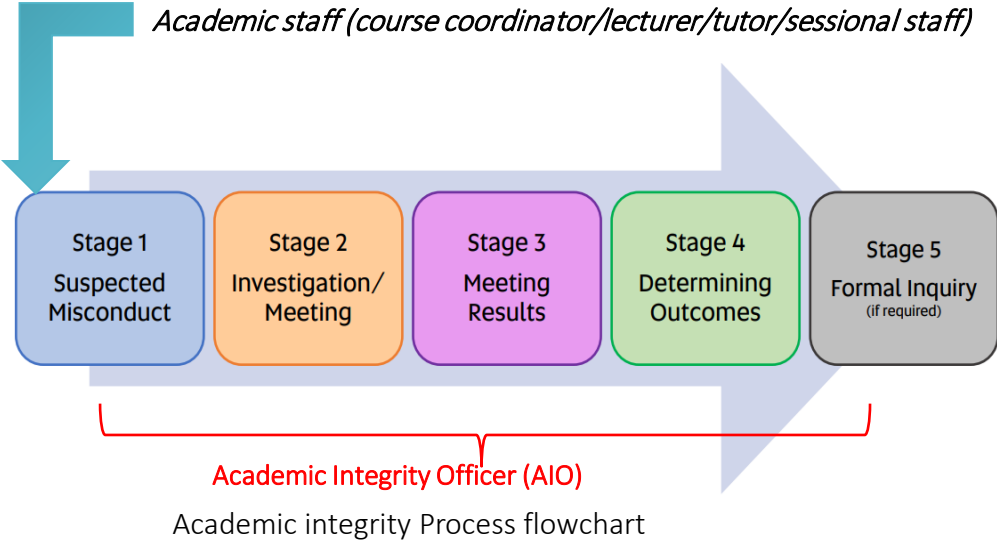 Academic staff (course coordinator/lecturer/tutor/sessional staff)
Stage 1
Suspected
Misconduct
Stage 2
Investigation/
Meeting
Stage 3
Meeting
Results
Stage 4
Determining
Outcomes
Stage 5
Formal Inquiry
(if required)
Academic Integrity Officer (AIO)
Academic integrity Process flowchart